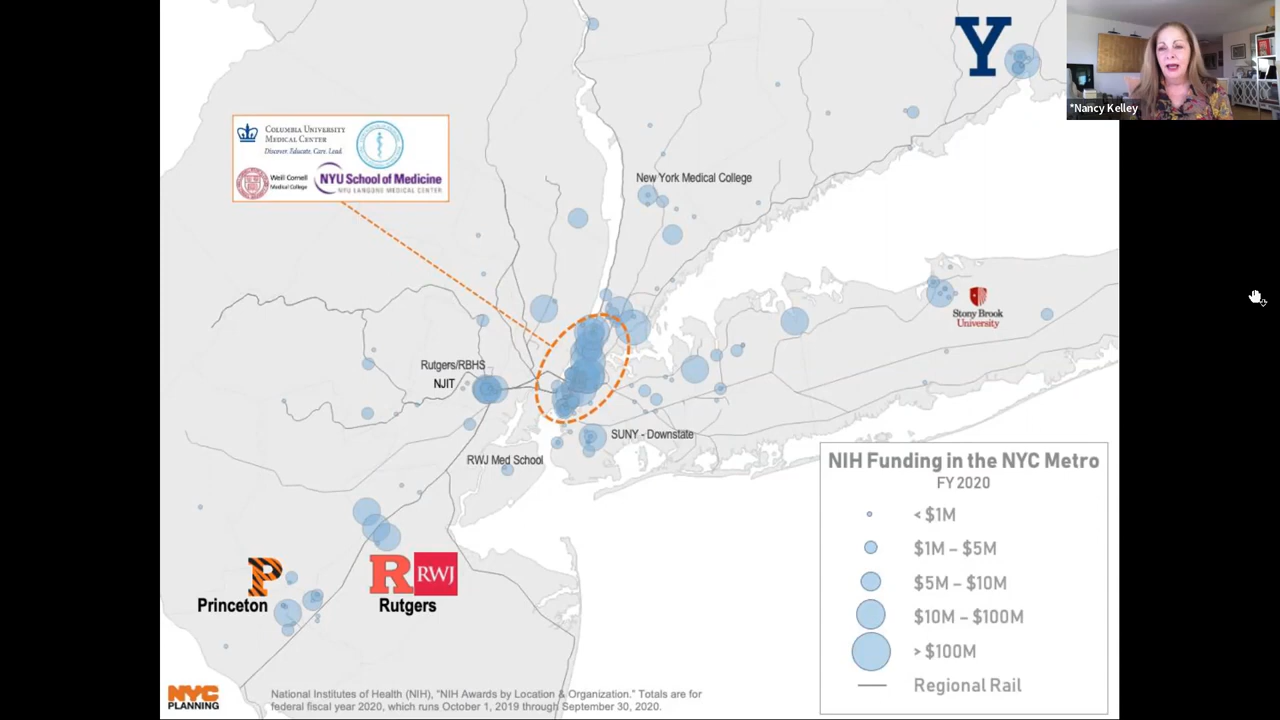 Y
*Nancy Kelley
COLUMBIA UNIVERSITY
MEDICAL CENTER
Discover. Educate. Care. Lead.
Weill Cornell
Medical College
NYU School of Medicine
NYU LANGONE MEDICAL CENTER
New York Medical College
Stony Brook
University
Rutgers/RBHS
NJIT
SUNY - Downstate
RWJ Med School
NIH Funding in the NYC Metro
FY 2020
< $1M
$1M – $5M
$5M – $10M
$10M – $100M
> $100M
Regional Rail
P
Princeton
R RWJ
Rutgers
NYC
PLANNING
National Institutes of Health (NIH), "NIH Awards by Location & Organization." Totals are for
federal fiscal year 2020, which runs October 1, 2019 through September 30, 2020.